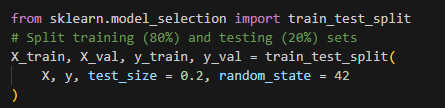 from sklearn.model_selection import train_test_split
# Split training (80%) and testing (20%) sets
X_train, X_val, y_train, y_val = train_test_split(
    X, y, test_size = 0.2, random_state = 42
)